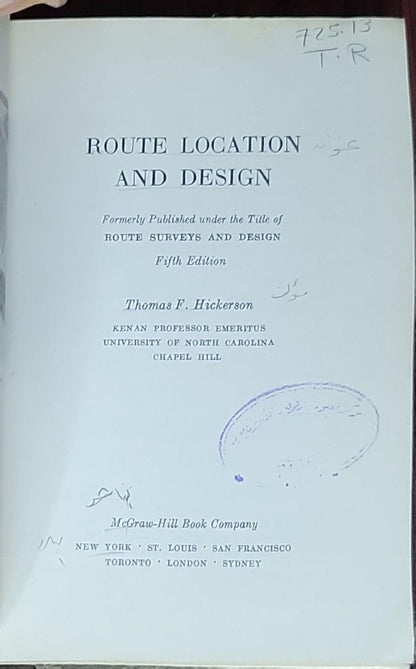 725.13
T.R
ROUTE LOCATION
AND DESIGN
Formerly Published under the Title of
ROUTE SURVEYS AND DESIGN
Fifth Edition
Thomas F. Hickerson
KENAN PROFESSOR EMERITUS
UNIVERSITY OF NORTH CAROLINA
CHAPEL HILL
McGraw-Hill Book Company
NEW YORK · ST. LOUIS · SAN FRANCISCO
TORONTO · LONDON · SYDNEY